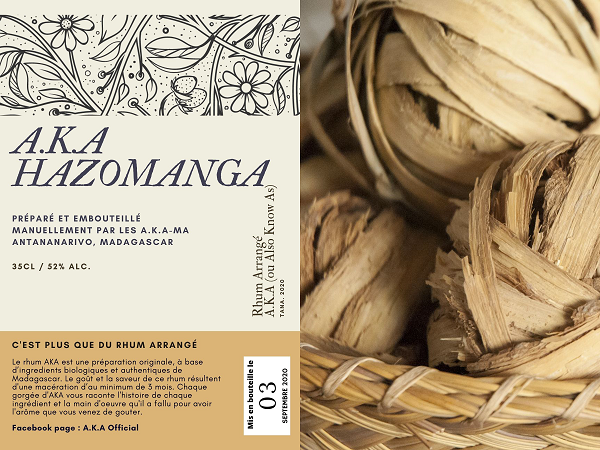 A.K.A
HAZOMANGA
PRÉPARÉ ET EMBOUTEILLÉ
MANUELLEMENT PAR LES A.K.A-MA
ANTANANARIVO, MADAGASCAR
35CL / 52% ALC.
Rhum Arrangé
A.K.A (ou Also Know As)
TANA. 2020
C'EST PLUS QUE DU RHUM ARRANGÉ
Le rhum AKA est une préparation originale, à base
d'ingredients biologiques et authentiques de
Madagascar. Le goût et la saveur de ce rhum résultent
d'une macération d'au minimum de 3 mois. Chaque
gorgée d'AKA vous raconte l'histoire de chaque
ingrédient et la main d'oeuvre qu'il a fallu pour avoir
l'arôme que vous venez de gouter.
Facebook page : A.K.A Official
Mis en bouteille le
03
SEPTEMBRE 2020